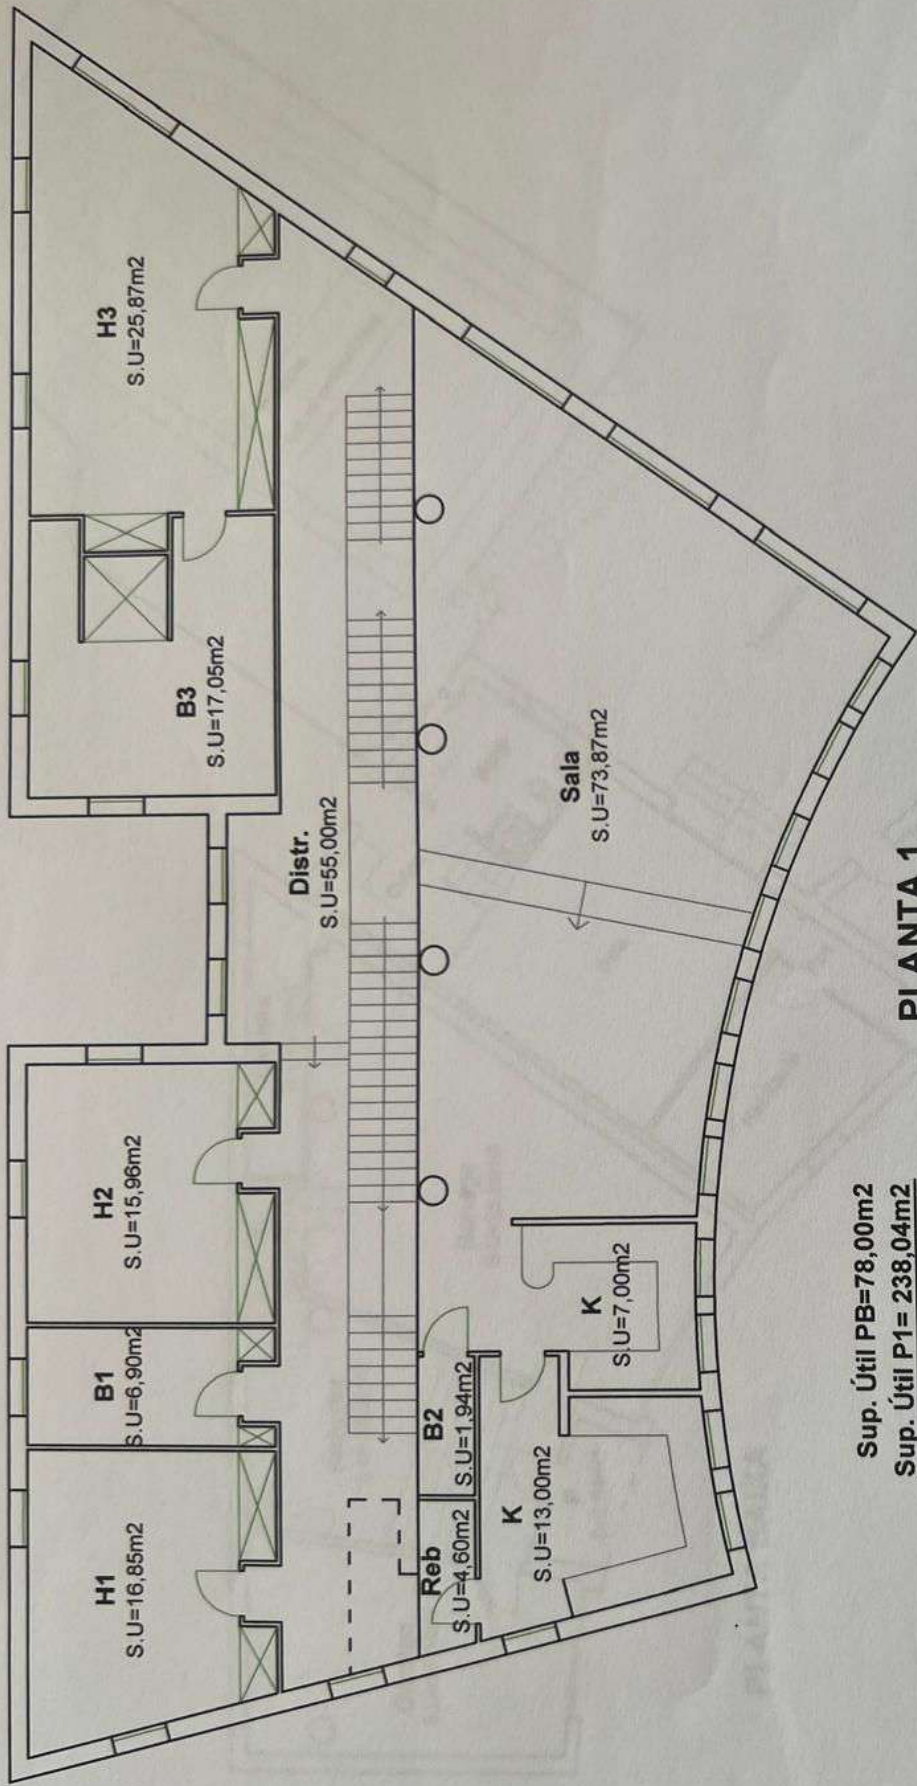 H1
S.U=16,85m2
B1
S.U=6,90m2
H2
S.U=15,96m2
B3
S.U=17,05m2
H3
S.U=25,87m2
Distr.
S.U=55,00m2
Reb
S.U=4,60m2
B2
S.U=1,94m2
K
S.U=13,00m2
K
S.U=7,00m2
Sala
S.U=73,87m2
PLANTA 1
Sup. Útil PB=78,00m2
Sup. Útil P1= 238,04m2